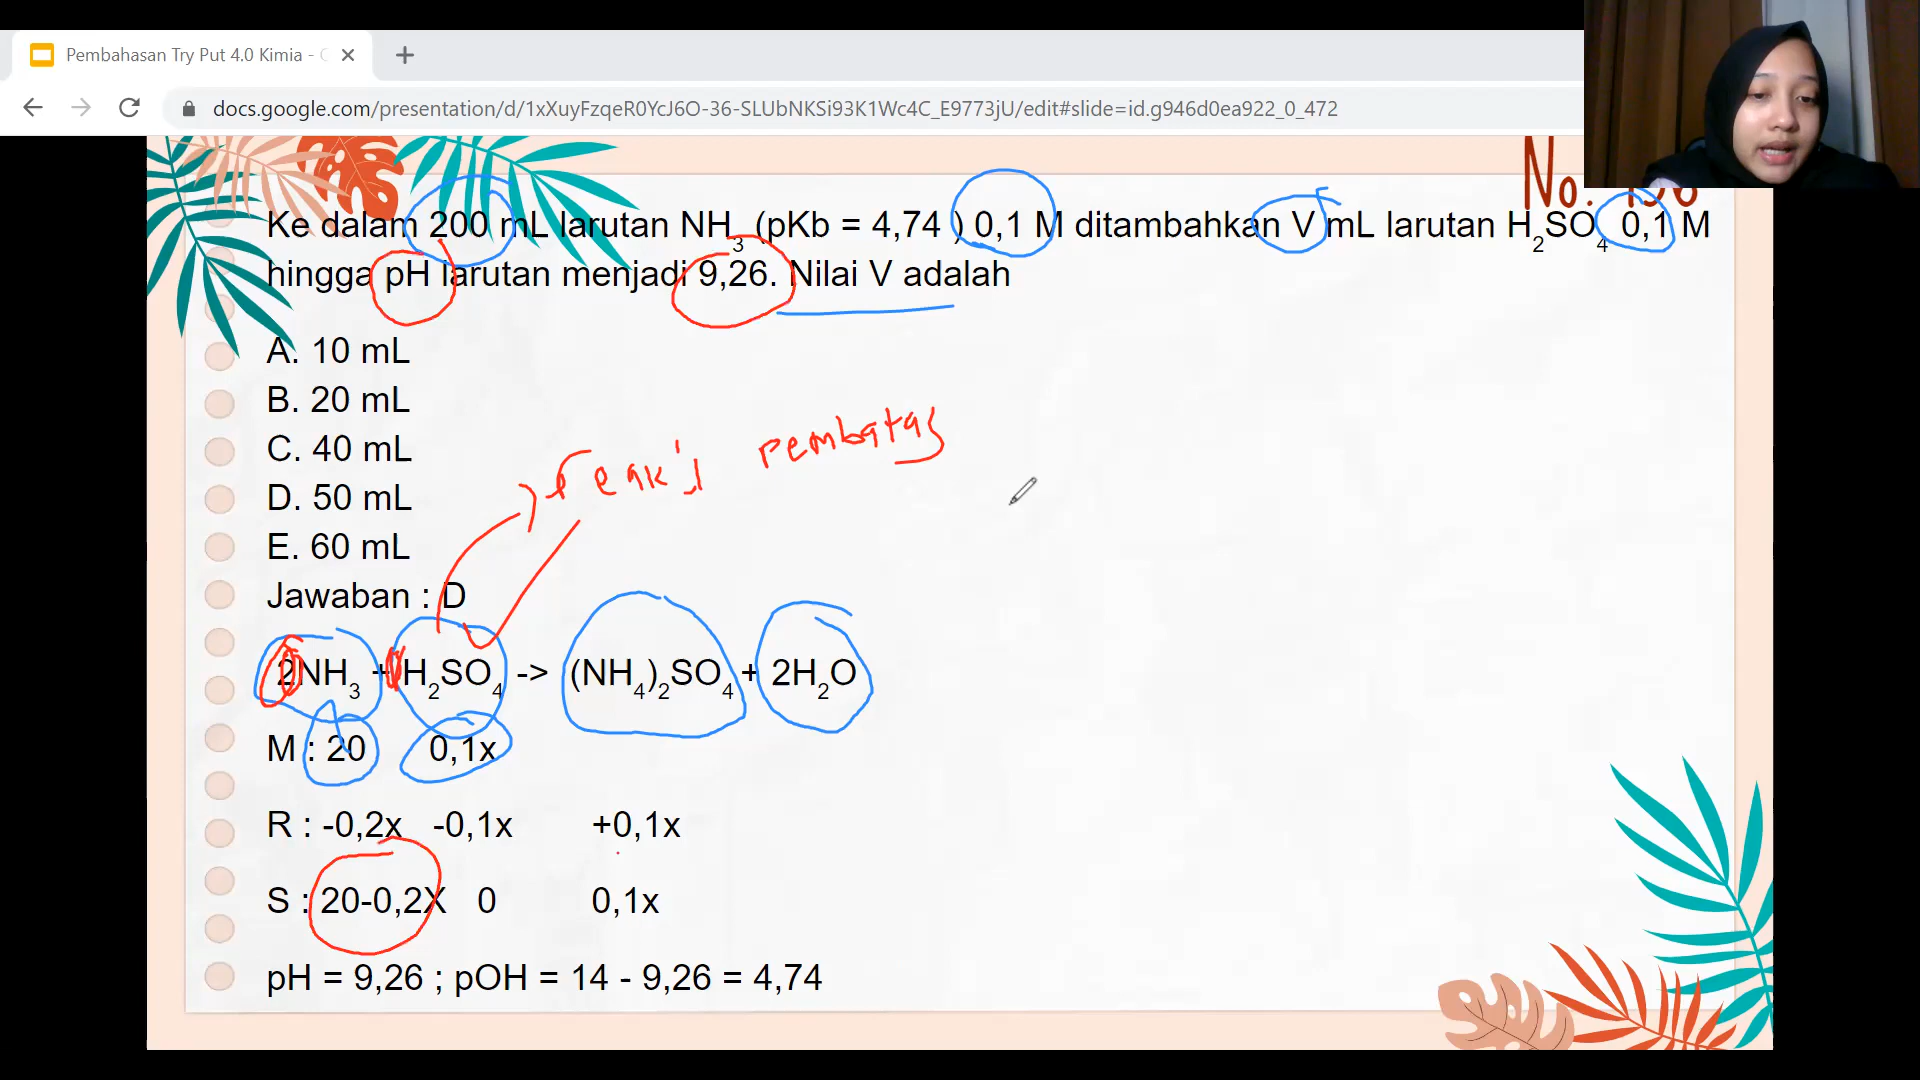 Pembahasan Try Put 4.0 Kimia -
docs.google.com/presentation/d/1xXuyFzqeR0YcJ6O-36-SLUbNKSi93K1Wc4C_E9773jU/edit#slide=id.g946d0ea922_0_472
No.
Ke dalam 200 mL larutan NH3 (pKb = 4,74 ) 0,1 M ditambahkan V mL larutan H2SO4 0,1 M
hingga pH larutan menjadi 9,26. Nilai V adalah
A. 10 mL
B. 20 mL
C. 40 mL
D. 50 mL
E. 60 mL
Jawaban : D
pembatas
2NH3 + H2SO4 -> (NH4)2SO4 + 2H2O
M : 20 0,1x
R : -0,2x -0,1x +0,1x
S : 20-0,2X 0 0,1x
pH = 9,26 ; pOH = 14 - 9,26 = 4,74